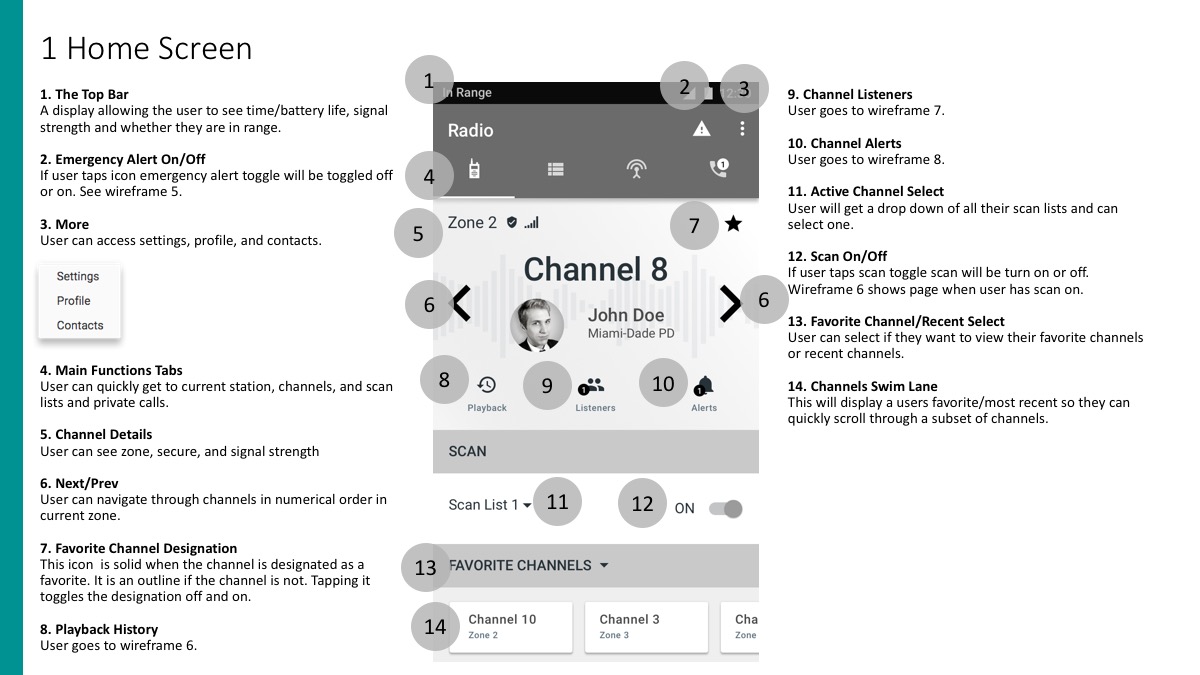 1 Home Screen
1. The Top Bar
A display allowing the user to see time/battery life, signal
strength and whether they are in range.
2. Emergency Alert On/Off
If user taps icon emergency alert toggle will be toggled off
or on. See wireframe 5.
3. More
User can access settings, profile, and contacts.
Settings
Profile
Contacts
4. Main Functions Tabs
User can quickly get to current station, channels, and scan
lists and private calls.
5. Channel Details
User can see zone, secure, and signal strength
6. Next/Prev
User can navigate through channels in numerical order in
current zone.
7. Favorite Channel Designation
This icon  is solid when the channel is designated as a
favorite. It is an outline if the channel is not. Tapping it
toggles the designation off and on.
8. Playback History
User goes to wireframe 6.
1
2
3
In Range
Radio
4
1
5
Zone 2
7
Channel 8
6
6
John Doe
Miami-Dade PD
8
9
10
1
1
Playback
Listeners
Alerts
SCAN
Scan List 1
11
12
ON
13
FAVORITE CHANNELS
14
Channel 10
Zone 2
Channel 3
Zone 3
Cha
Zone
9. Channel Listeners
User goes to wireframe 7.
10. Channel Alerts
User goes to wireframe 8.
11. Active Channel Select
User will get a drop down of all their scan lists and can
select one.
12. Scan On/Off
If user taps scan toggle scan will be turn on or off.
Wireframe 6 shows page when user has scan on.
13. Favorite Channel/Recent Select
User can select if they want to view their favorite channels
or recent channels.
14. Channels Swim Lane
This will display a users favorite/most recent so they can
quickly scroll through a subset of channels.